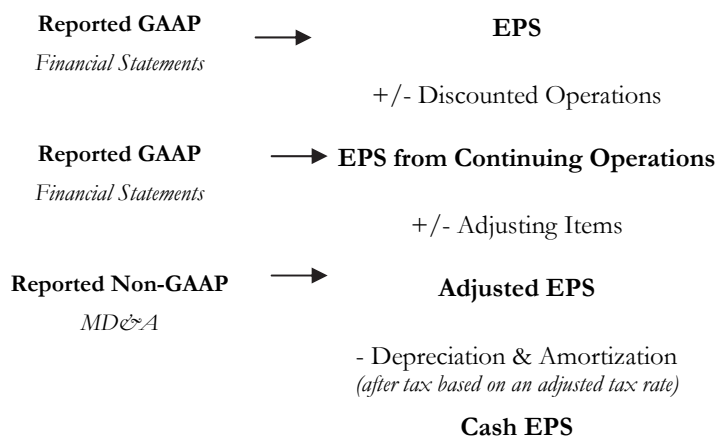 Reported GAAP
EPS
Financial Statements
+/- Discounted Operations
Reported GAAP
EPS from Continuing Operations
Financial Statements
+/- Adjusting Items
Reported Non-GAAP
Adjusted EPS
MD&A
- Depreciation & Amortization
(after tax based on an adjusted tax rate)
Cash EPS